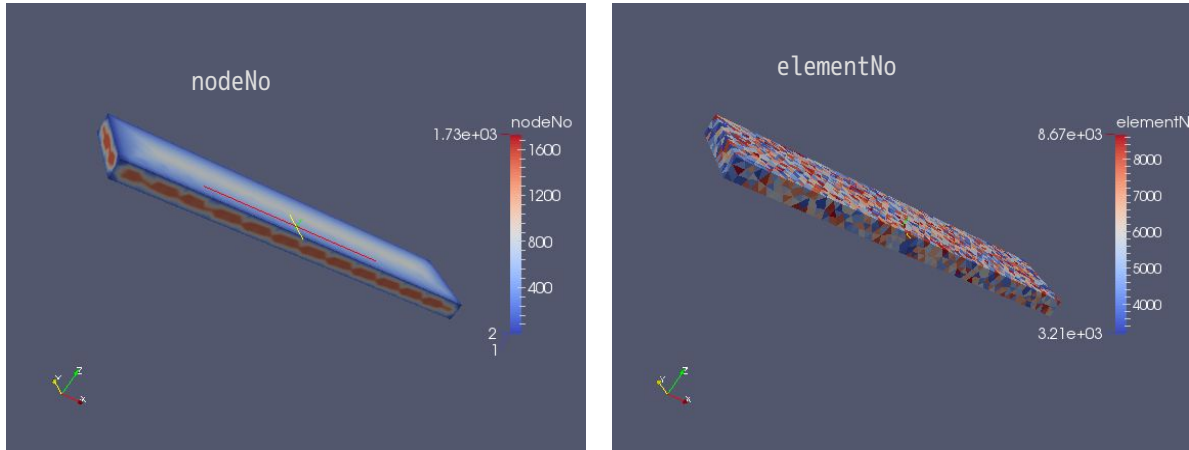 nodeNo
nodeNo
1.73e+03
1600
1200
800
400
2
1
Z
Y
X
elementNo
elementN
8.67e+03
8000
7000
6000
5000
4000
3.21e+03
Z
Y
X